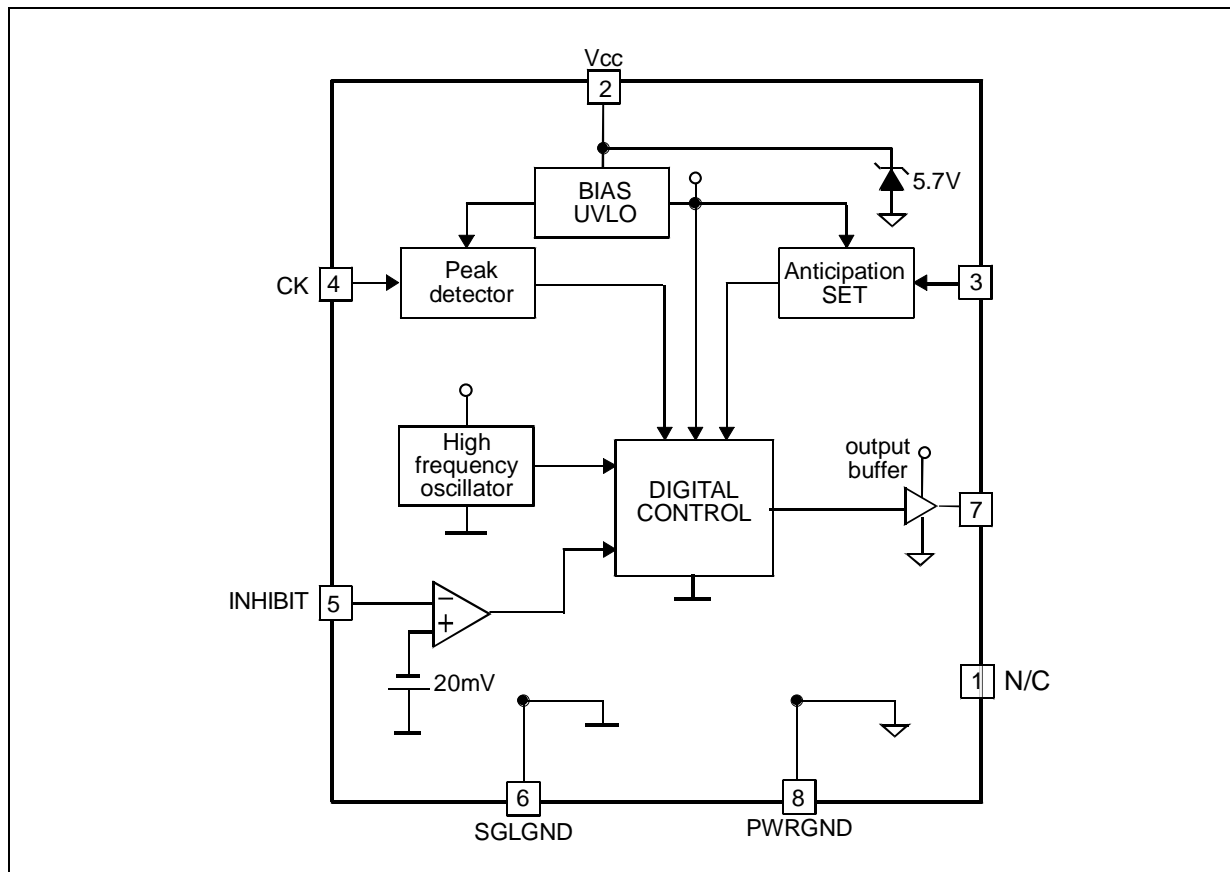 Vcc
2
BIAS
UVLO
5.7V
CK
4
Peak
detector
Anticipation
SET
3
High
frequency
oscillator
DIGITAL
CONTROL
output
buffer
7
INHIBIT
5
−
+
20mV
1
N/C
6
SGLGND
8
PWRGND